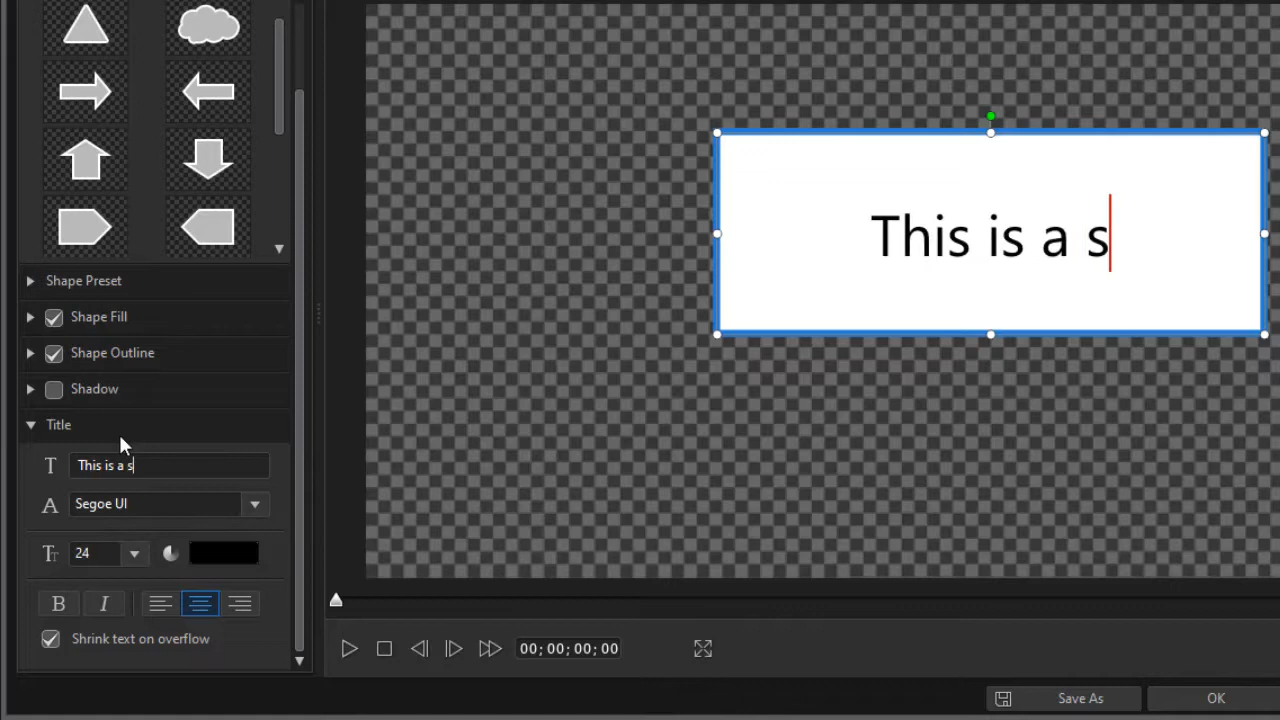 This is a s
Shape Preset
Shape Fill
Shape Outline
Shadow
Title
T This is a s
A Segoe UI
TT 24
B I
Shrink text on overflow
00; 00; 00; 00
Save As
OK